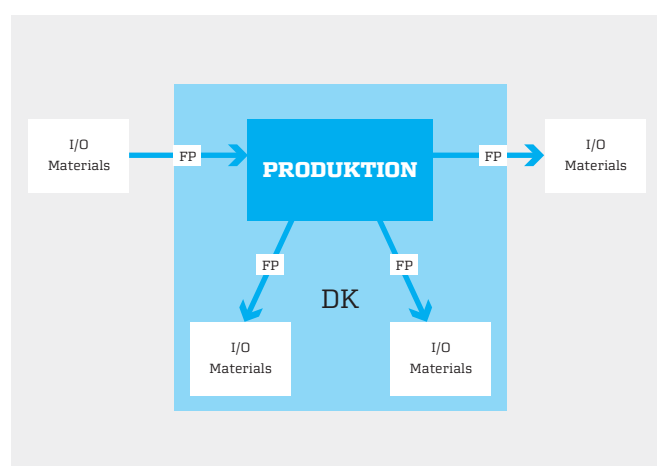 I/O
Materials
FP
PRODUKTION
FP
I/O
Materials
FP
FP
DK
I/O
Materials
I/O
Materials